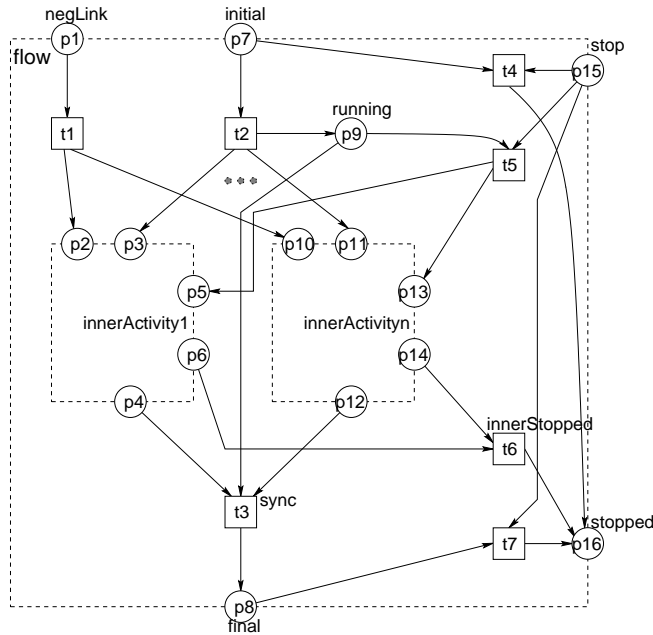 negLink
initial
p1
p7
stop
flow
t4
p15
running
t1
t2
p9
t5
p2
p3
p10
p11
p5
p13
innerActivity1
innerActivityn
p6
p14
p4
p12
innerStopped
t6
sync
t3
stopped
t7
p16
p8
final